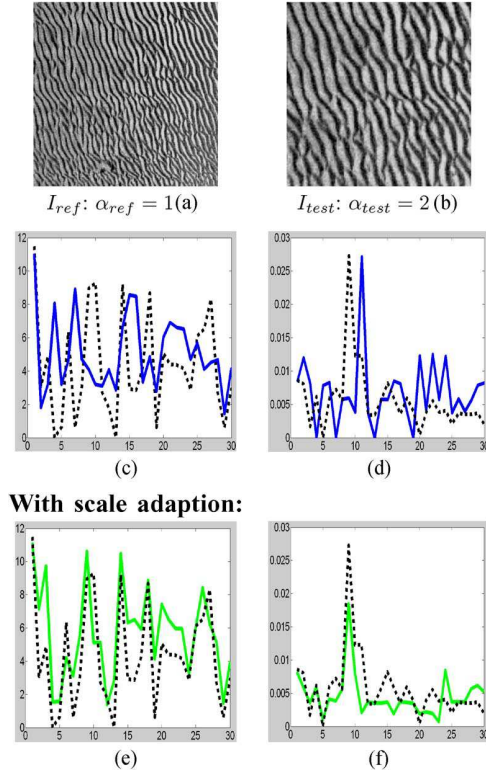 I_ref: α_ref = 1 (a)
I_test: α_test = 2 (b)
12
10
8
6
4
2
0
0 5 10 15 20 25 30
(c)
0.03
0.025
0.02
0.015
0.01
0.005
0
0 5 10 15 20 25 30
(d)
With scale adaption:
12
10
8
6
4
2
0
0 5 10 15 20 25 30
(e)
0.03
0.025
0.02
0.015
0.01
0.005
0
0 5 10 15 20 25 30
(f)